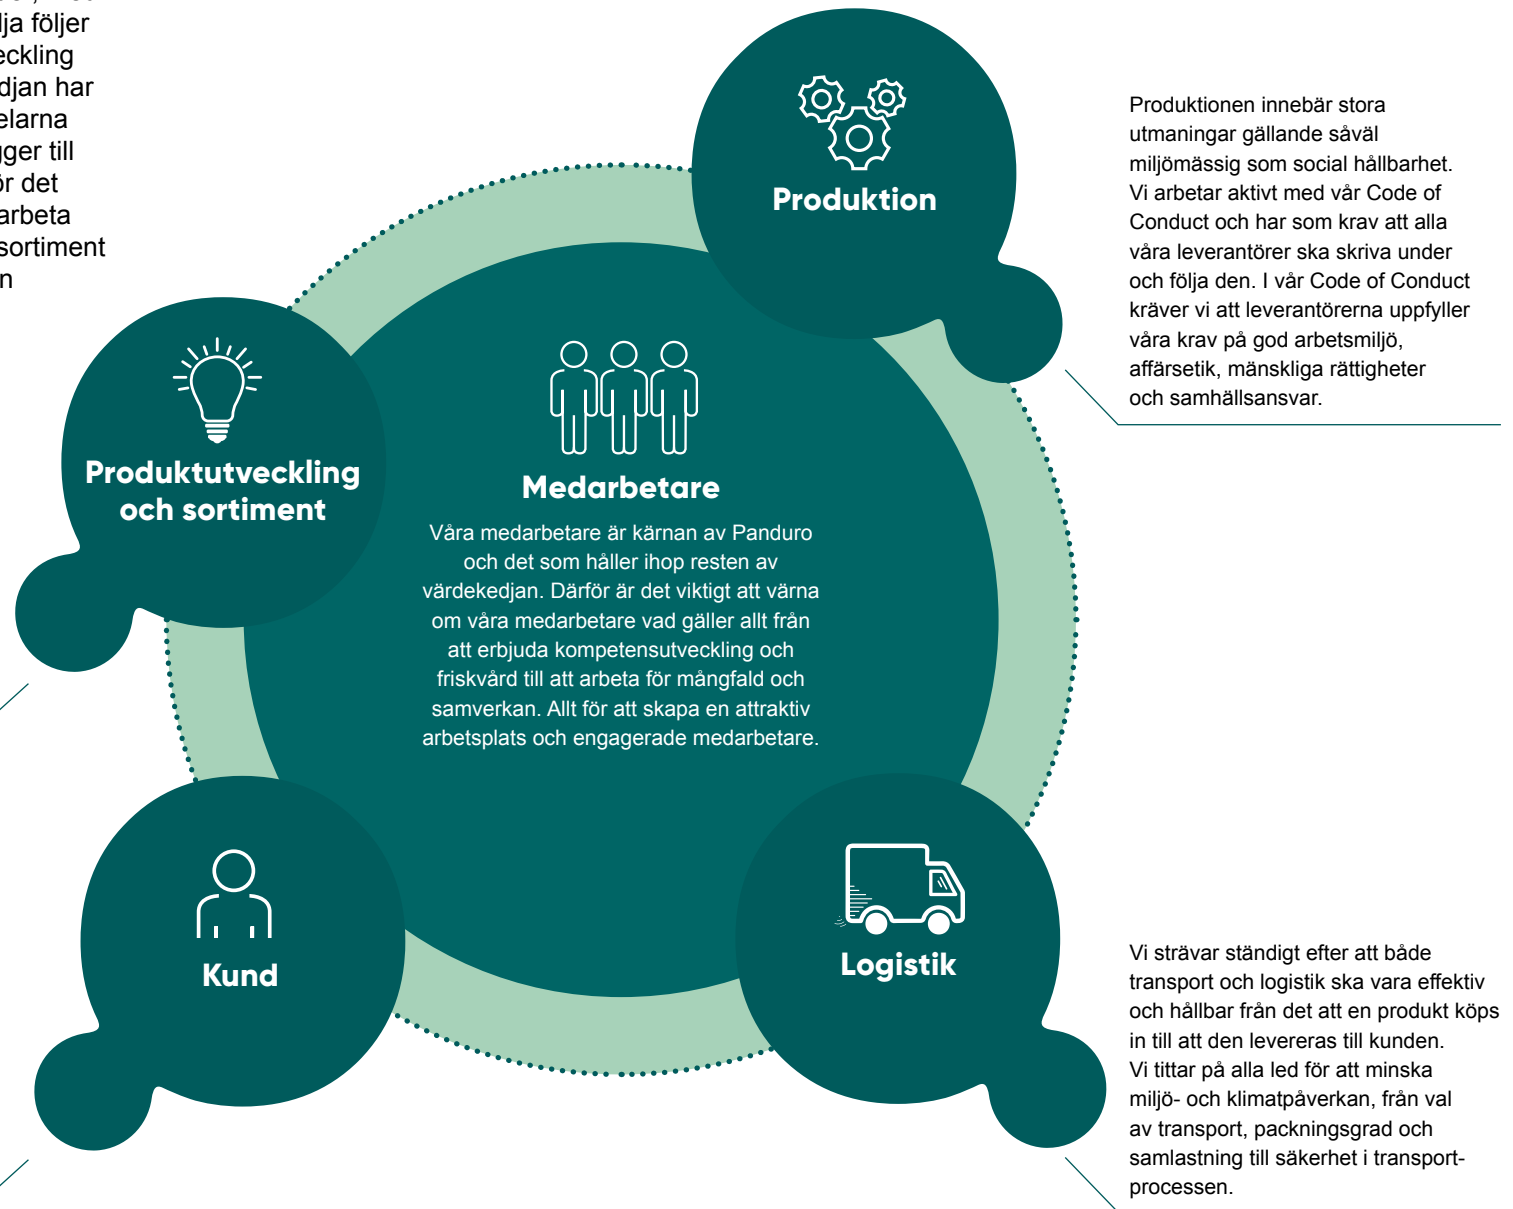 följer
har
till
det
arbeta
sortiment
Produktion
Produktionen innebär stora
utmaningar gällande såväl
miljömässig som social hållbarhet.
Vi arbetar aktivt med vår Code of
Conduct och har som krav att alla
våra leverantörer ska skriva under
och följa den. I vår Code of Conduct
kräver vi att leverantörerna uppfyller
våra krav på god arbetsmiljö,
affärsetik, mänskliga rättigheter
och samhällsansvar.
Produktutveckling
och sortiment
Medarbetare
Våra medarbetare är kärnan av Panduro
och det som håller ihop resten av
värdekedjan. Därför är det viktigt att värna
om våra medarbetare vad gäller allt från
att erbjuda kompetensutveckling och
friskvård till att arbeta för mångfald och
samverkan. Allt för att skapa en attraktiv
arbetsplats och engagerade medarbetare.
Kund
Logistik
Vi strävar ständigt efter att både
transport och logistik ska vara effektiv
och hållbar från det att en produkt köps
in till att den levereras till kunden.
Vi tittar på alla led för att minska
miljö- och klimatpåverkan, från val
av transport, packningsgrad och
samlastning till säkerhet i transport-
processen.